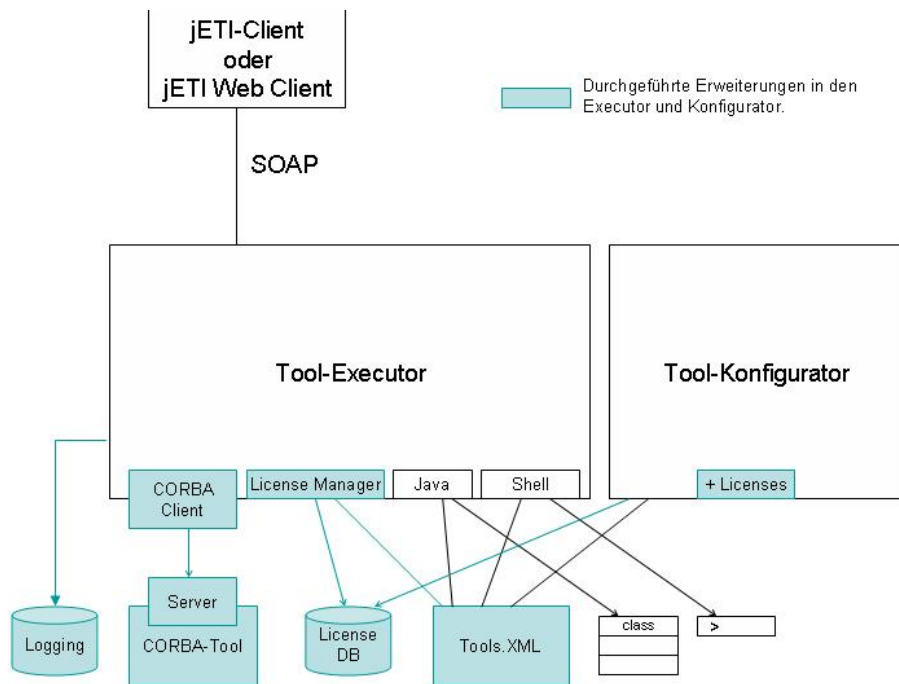 jETI-Client
oder
jETI Web Client
Durchgeführte Erweiterungen in den
Executor und Konfigurator.
SOAP
Tool-Executor
Tool-Konfigurator
CORBA
Client
License Manager
Java
Shell
+ Licenses
Server
CORBA-Tool
Logging
License
DB
Tools.XML
class
>